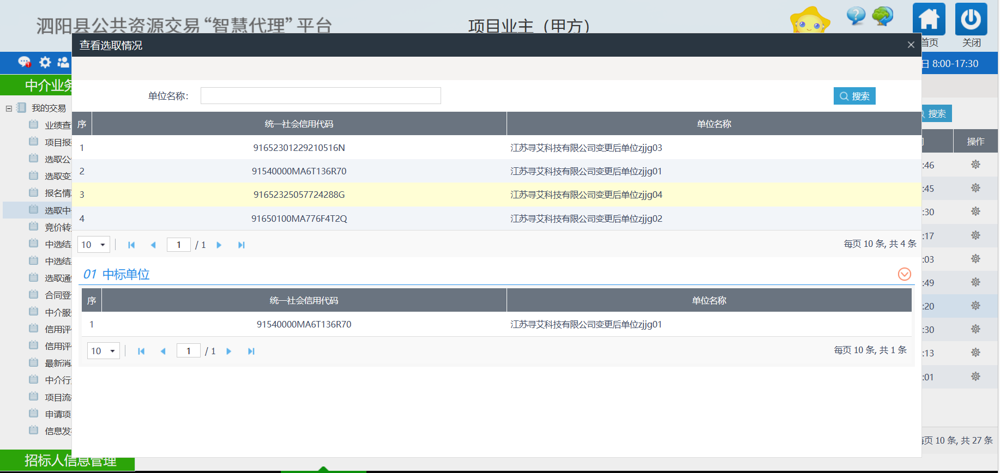 泗阳县公共资源交易“智慧代理”平台
项目业主（甲方）
首页
关闭
查看选取情况
日 8:00-17:30
中介业务
单位名称：
搜索
我的交易
业绩查
项目报
选取公
选取变
报名情
选取中
竞价转
中选结
中选结
选取通
合同登
中介服
信用评
信用评
最新消
中介行
项目流
申请项
信息发
招标人信息管理
序 统一社会信用代码 单位名称
1 91652301229210516N 江苏寻艾科技有限公司变更后单位zjjg03
2 91540000MA6T136R70 江苏寻艾科技有限公司变更后单位zjjg01
3 91652325057724288G 江苏寻艾科技有限公司变更后单位zjjg04
4 91650100MA776F4T2Q 江苏寻艾科技有限公司变更后单位zjjg02
10 1 / 1 每页 10 条, 共 4 条
01 中标单位
序 统一社会信用代码 单位名称
1 91540000MA6T136R70 江苏寻艾科技有限公司变更后单位zjjg01
10 1 / 1 每页 10 条, 共 1 条
搜索
操作
:46
:45
:30
:17
:03
:49
:20
:30
:13
:01
页 10 条, 共 27 条